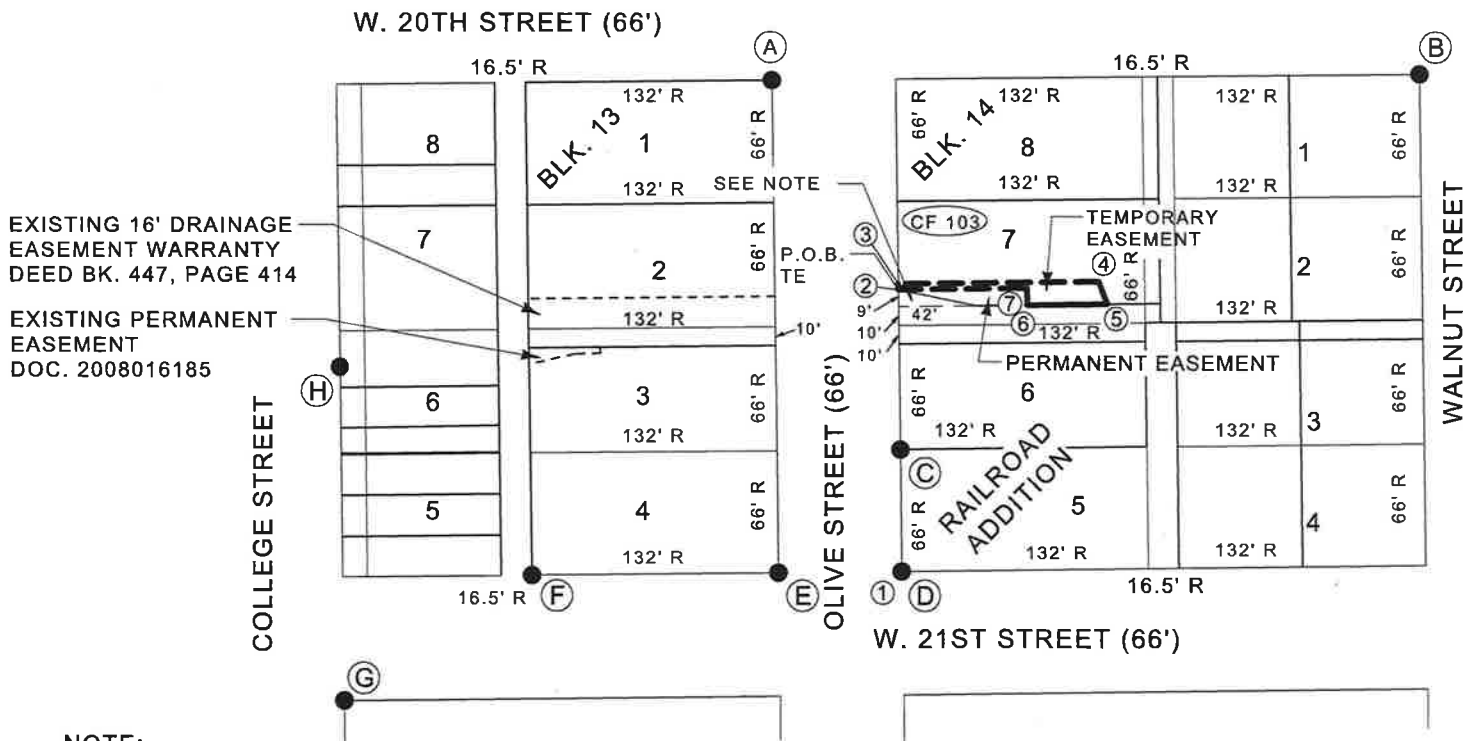 W. 20TH STREET (66')
A
B
16.5' R
16.5' R
132' R
132' R
132' R
66' R
66' R
66' R
8
BLK. 13
1
BLK. 14
8
1
132' R
SEE NOTE
132' R
132' R
EXISTING 16' DRAINAGE
EASEMENT WARRANTY
DEED BK. 447, PAGE 414
7
2
66' R
CF 103
7
TEMPORARY
EASEMENT
66' R
2
66' R
3
P.O.B.
TE
4
2
7
9'
42'
6
5
132' R
132' R
132' R
10'
10'
10'
EXISTING PERMANENT
EASEMENT
DOC. 2008016185
PERMANENT EASEMENT
H
6
3
66' R
66' R
6
3
66' R
132' R
132' R
132' R
C
COLLEGE STREET
OLIVE STREET (66')
WALNUT STREET
RAILROAD
ADDITION
5
4
66' R
66' R
5
4
66' R
132' R
132' R
132' R
16.5' R
F
E
1
D
16.5' R
W. 21ST STREET (66')
G
NOTE: